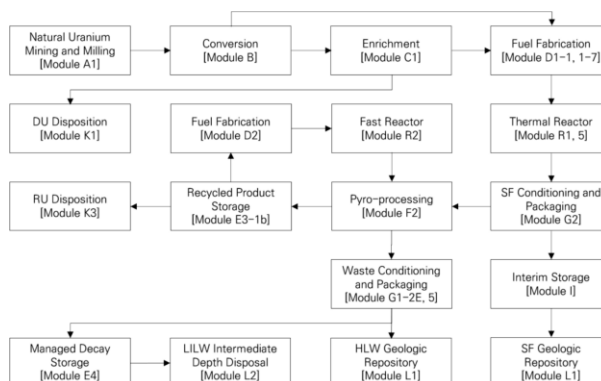 Natural Uranium
Mining and Milling
[Module A1]
Conversion
[Module B]
Enrichment
[Module C1]
Fuel Fabrication
[Module D1-1, 1-7]
DU Disposition
[Module K1]
Fuel Fabrication
[Module D2]
Fast Reactor
[Module R2]
Thermal Reactor
[Module R1, 5]
RU Disposition
[Module K3]
Recycled Product
Storage
[Module E3-1b]
Pyro-processing
[Module F2]
SF Conditioning and
Packaging
[Module G2]
Waste Conditioning
and Packaging
[Module G1-2E, 5]
Interim Storage
[Module I]
Managed Decay
Storage
[Module E4]
LILW Intermediate
Depth Disposal
[Module L2]
HLW Geologic
Repository
[Module L1]
SF Geologic
Repository
[Module L1]